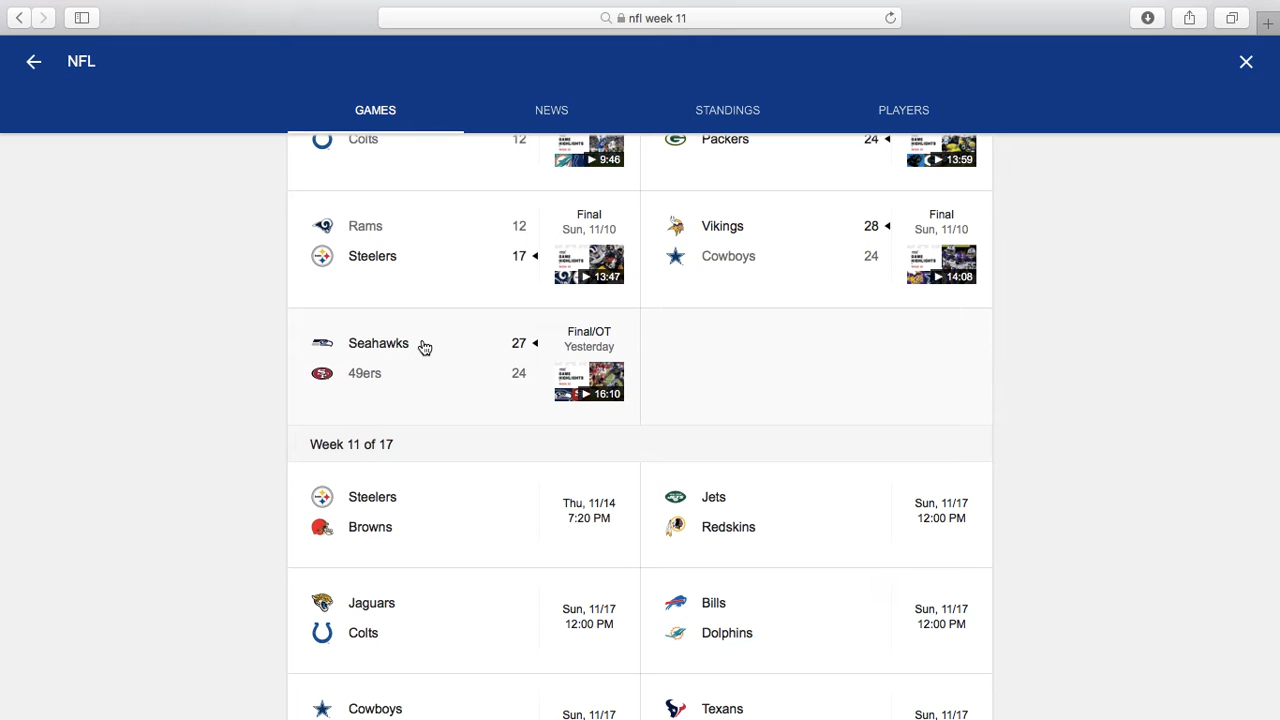 nfl week 11
NFL
GAMES NEWS STANDINGS PLAYERS
Colts 12
9:46
Packers 24
13:59
Rams 12
Steelers 17
Final
Sun, 11/10
13:47
Vikings 28
Cowboys 24
Final
Sun, 11/10
14:08
Seahawks 27
49ers 24
Final/OT
Yesterday
16:10
Week 11 of 17
Steelers
Browns
Thu, 11/14
7:20 PM
Jets
Redskins
Sun, 11/17
12:00 PM
Jaguars
Colts
Sun, 11/17
12:00 PM
Bills
Dolphins
Sun, 11/17
12:00 PM
Cowboys
Sun, 11/17
Texans
Sun, 11/17